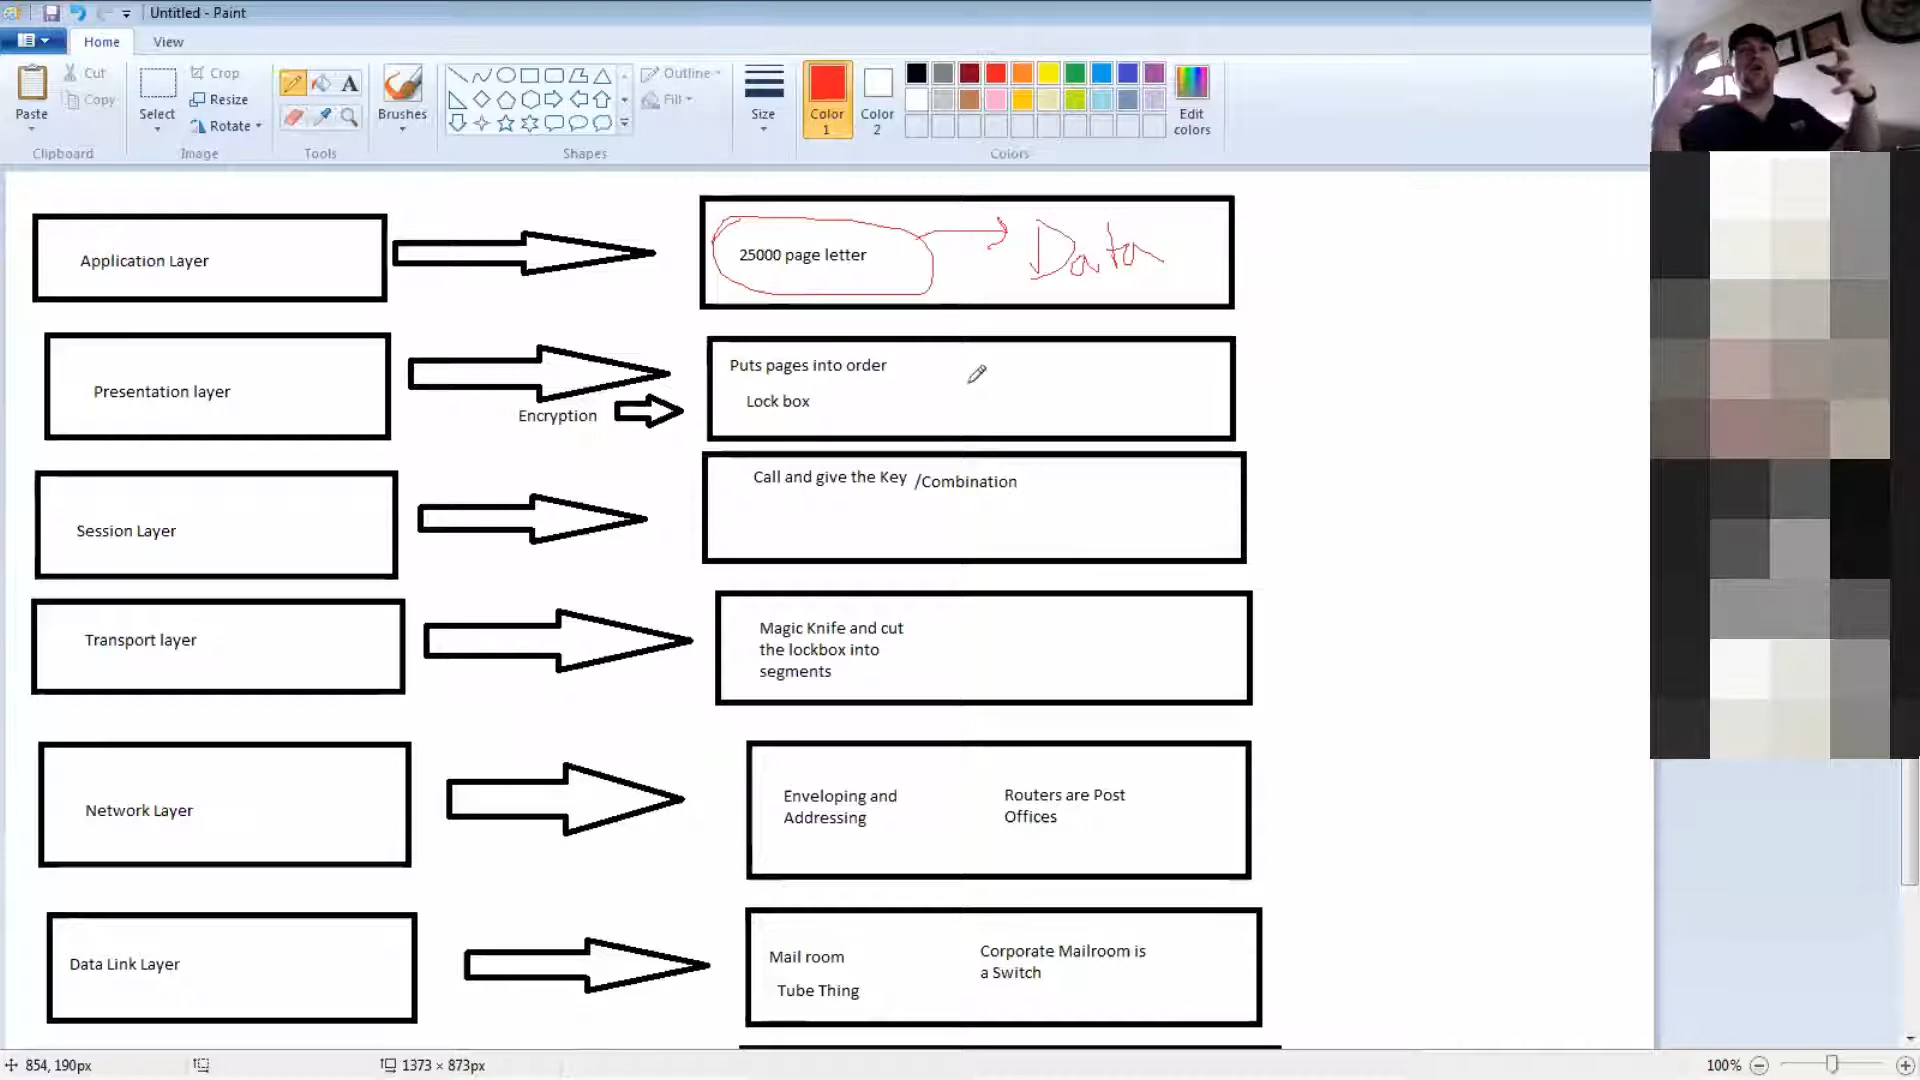 Untitled - Paint
Home
View
Paste
Cut
Copy
Clipboard
Select
Crop
Resize
Rotate
Image
Tools
Brushes
Shapes
Outline
Fill
Size
Color
1
Color
2
Edit
colors
Colors
Application Layer
25000 page letter
Data
Presentation layer
Encryption
Puts pages into order
Lock box
Session Layer
Call and give the Key /Combination
Transport layer
Magic Knife and cut
the lockbox into
segments
Network Layer
Enveloping and
Addressing
Routers are Post
Offices
Data Link Layer
Mail room
Tube Thing
Corporate Mailroom is
a Switch
854, 190px
1373 × 873px
100%